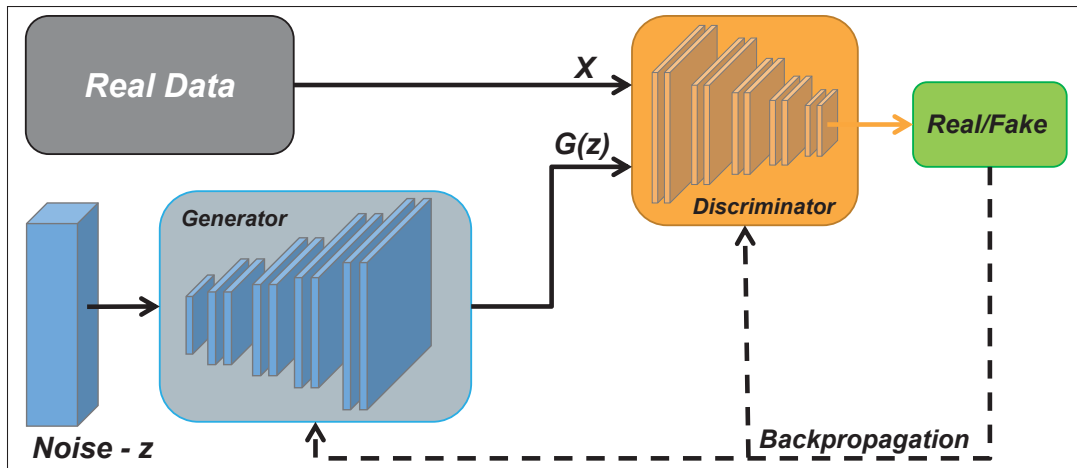 Real Data
X
G(z)
Discriminator
Real/Fake
Generator
Noise - z
Backpropagation